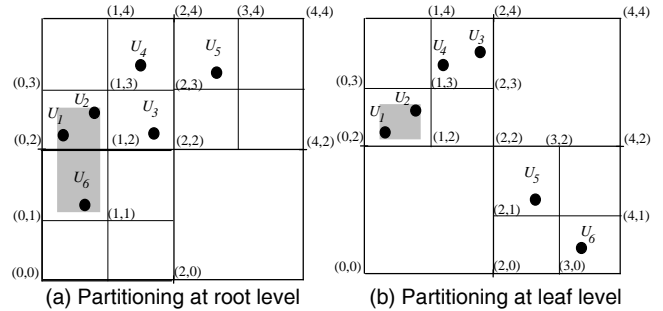 (1,4) (2,4) (3,4) (4,4)
U4 U5
(0,3) (1,3) (2,3)
U1 U2 U3
(0,2) (1,2) (2,2) (4,2)
U6
(0,1) (1,1)
(0,0) (2,0)
(a) Partitioning at root level
(1,4) (2,4) (4,4)
U4 U3
(0,3) (1,3) (2,3)
U1 U2
(0,2) (1,2) (2,2) (3,2) (4,2)
U5
(2,1) (4,1)
U6
(0,0) (2,0) (3,0)
(b) Partitioning at leaf level